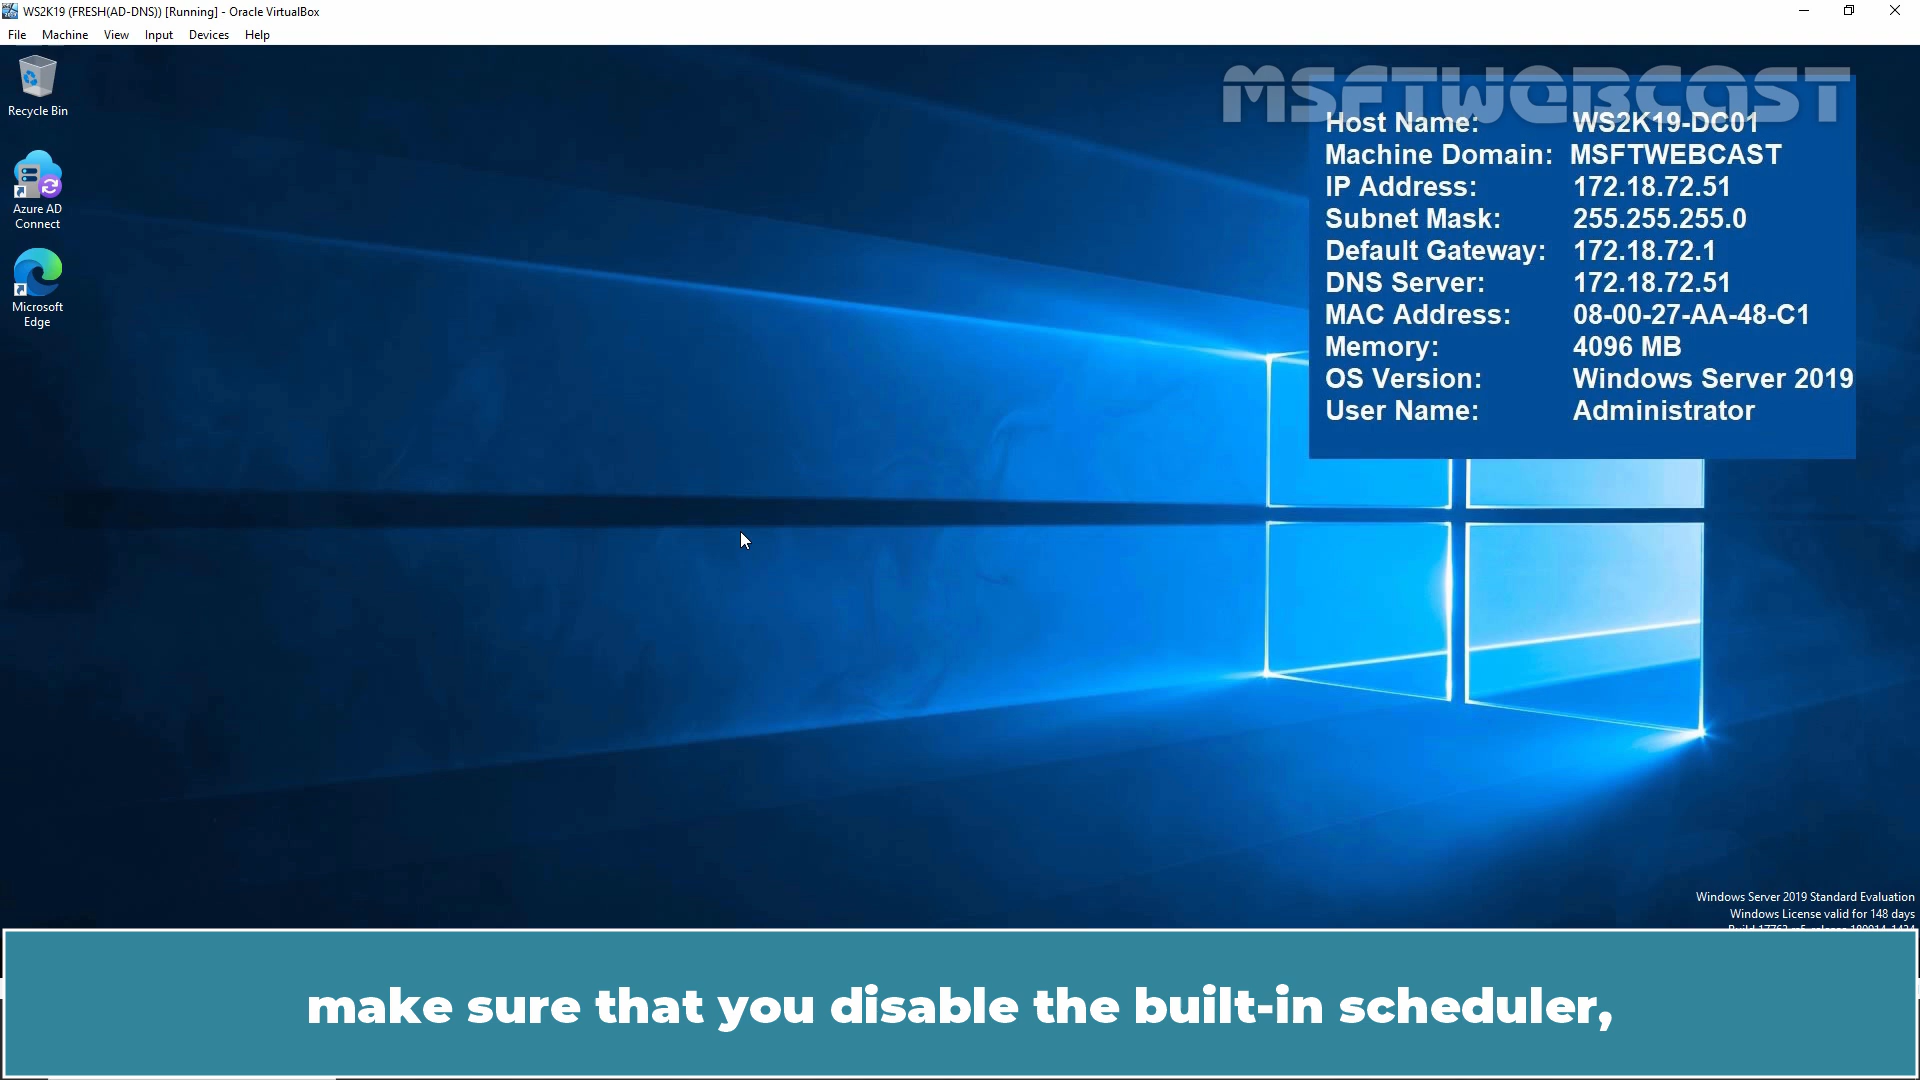 WS2K19 (FRESH(AD-DNS)) [Running] - Oracle VirtualBox
File Machine View Input Devices Help
Recycle Bin
Azure AD
Connect
Microsoft
Edge
MSFTWEBCAST
Host Name: WS2K19-DC01
Machine Domain: MSFTWEBCAST
IP Address: 172.18.72.51
Subnet Mask: 255.255.255.0
Default Gateway: 172.18.72.1
DNS Server: 172.18.72.51
MAC Address: 08-00-27-AA-48-C1
Memory: 4096 MB
OS Version: Windows Server 2019
User Name: Administrator
Windows Server 2019 Standard Evaluation
Windows License valid for 148 days
make sure that you disable the built-in scheduler,